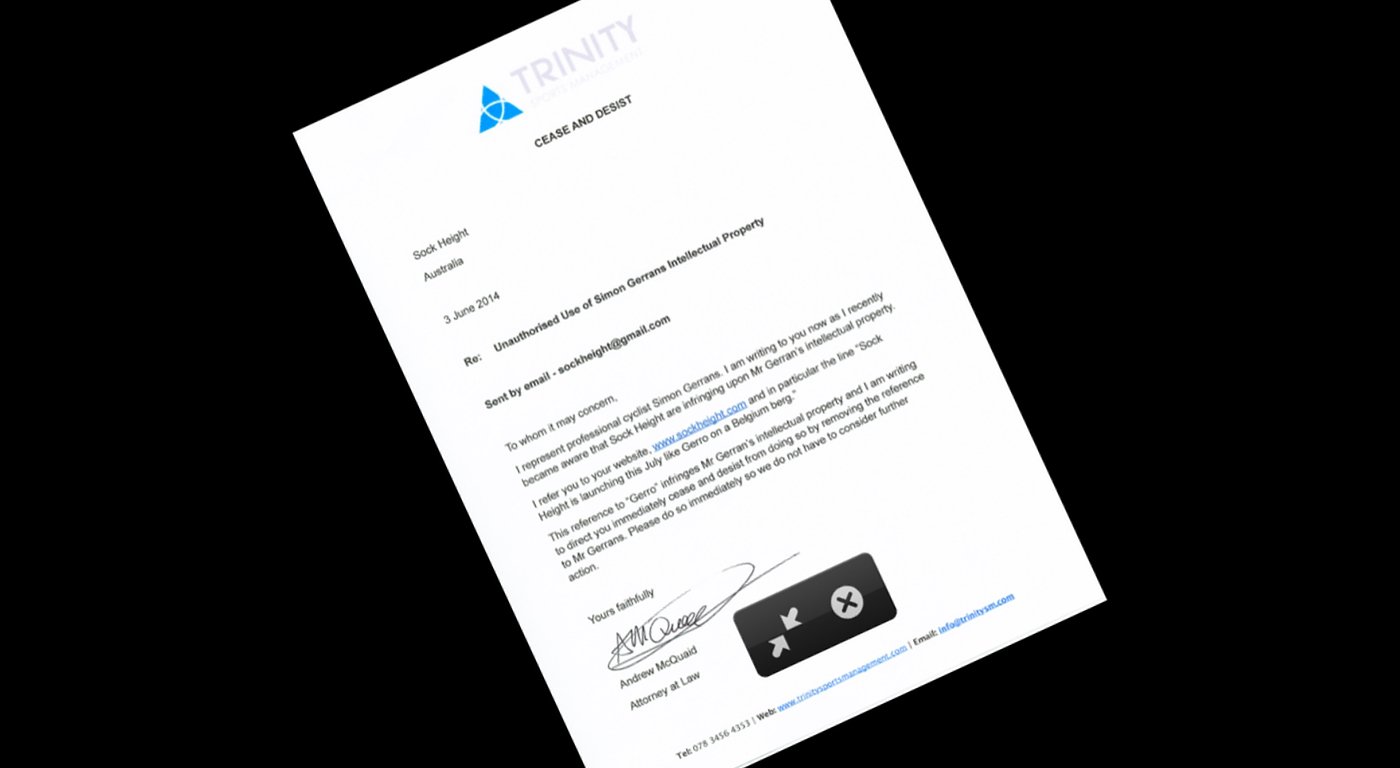 TRINITY
SPORTS MANAGEMENT
CEASE AND DESIST
Sock Height
Australia
3 June 2014
Re: Unauthorised Use of Simon Gerrans Intellectual Property
Sent by email - sockheight@gmail.com
To whom it may concern,
I represent professional cyclist Simon Gerrans. I am writing to you now as I recently
became aware that Sock Height are infringing upon Mr Gerran's intellectual property.
I refer you to your website, www.sockheight.com and in particular the line "Sock
Height is launching this July like Gerro on a Belgium berg."
This reference to "Gerro" infringes Mr Gerran's intellectual property and I am writing
to direct you immediately cease and desist from doing so by removing the reference
to Mr Gerrans. Please do so immediately so we do not have to consider further
action.
Yours faithfully
AMcQuaid
Andrew McQuaid
Attorney at Law
Tel: 078 3456 4353 | Web: www.trinitysportsmanagement.com | Email: info@trinitysm.com